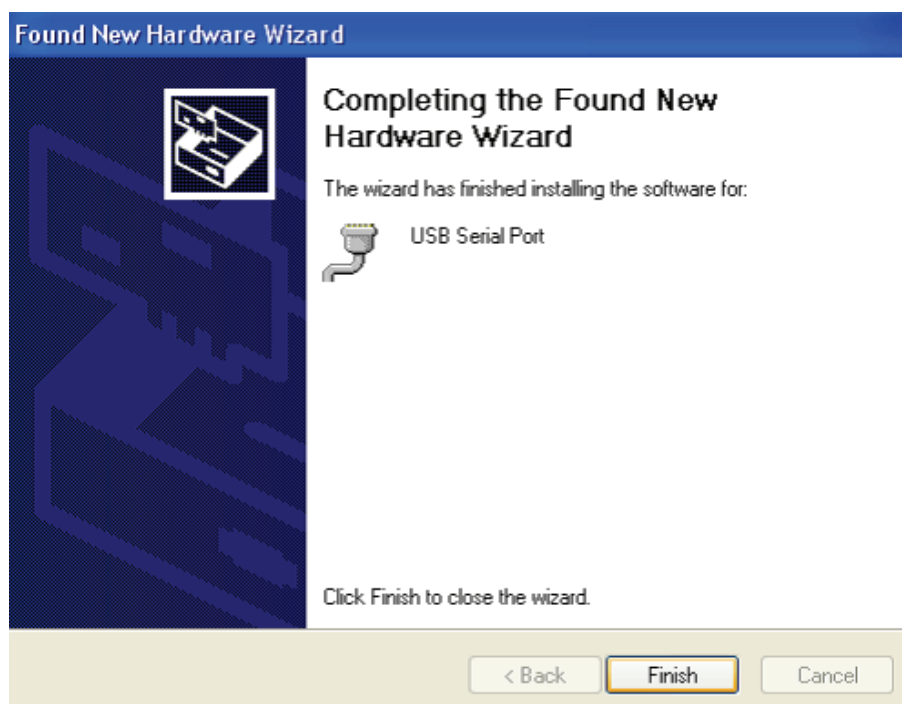 Found New Hardware Wizard
Completing the Found New
Hardware Wizard
The wizard has finished installing the software for:
USB Serial Port
Click Finish to close the wizard.
< Back
Finish
Cancel